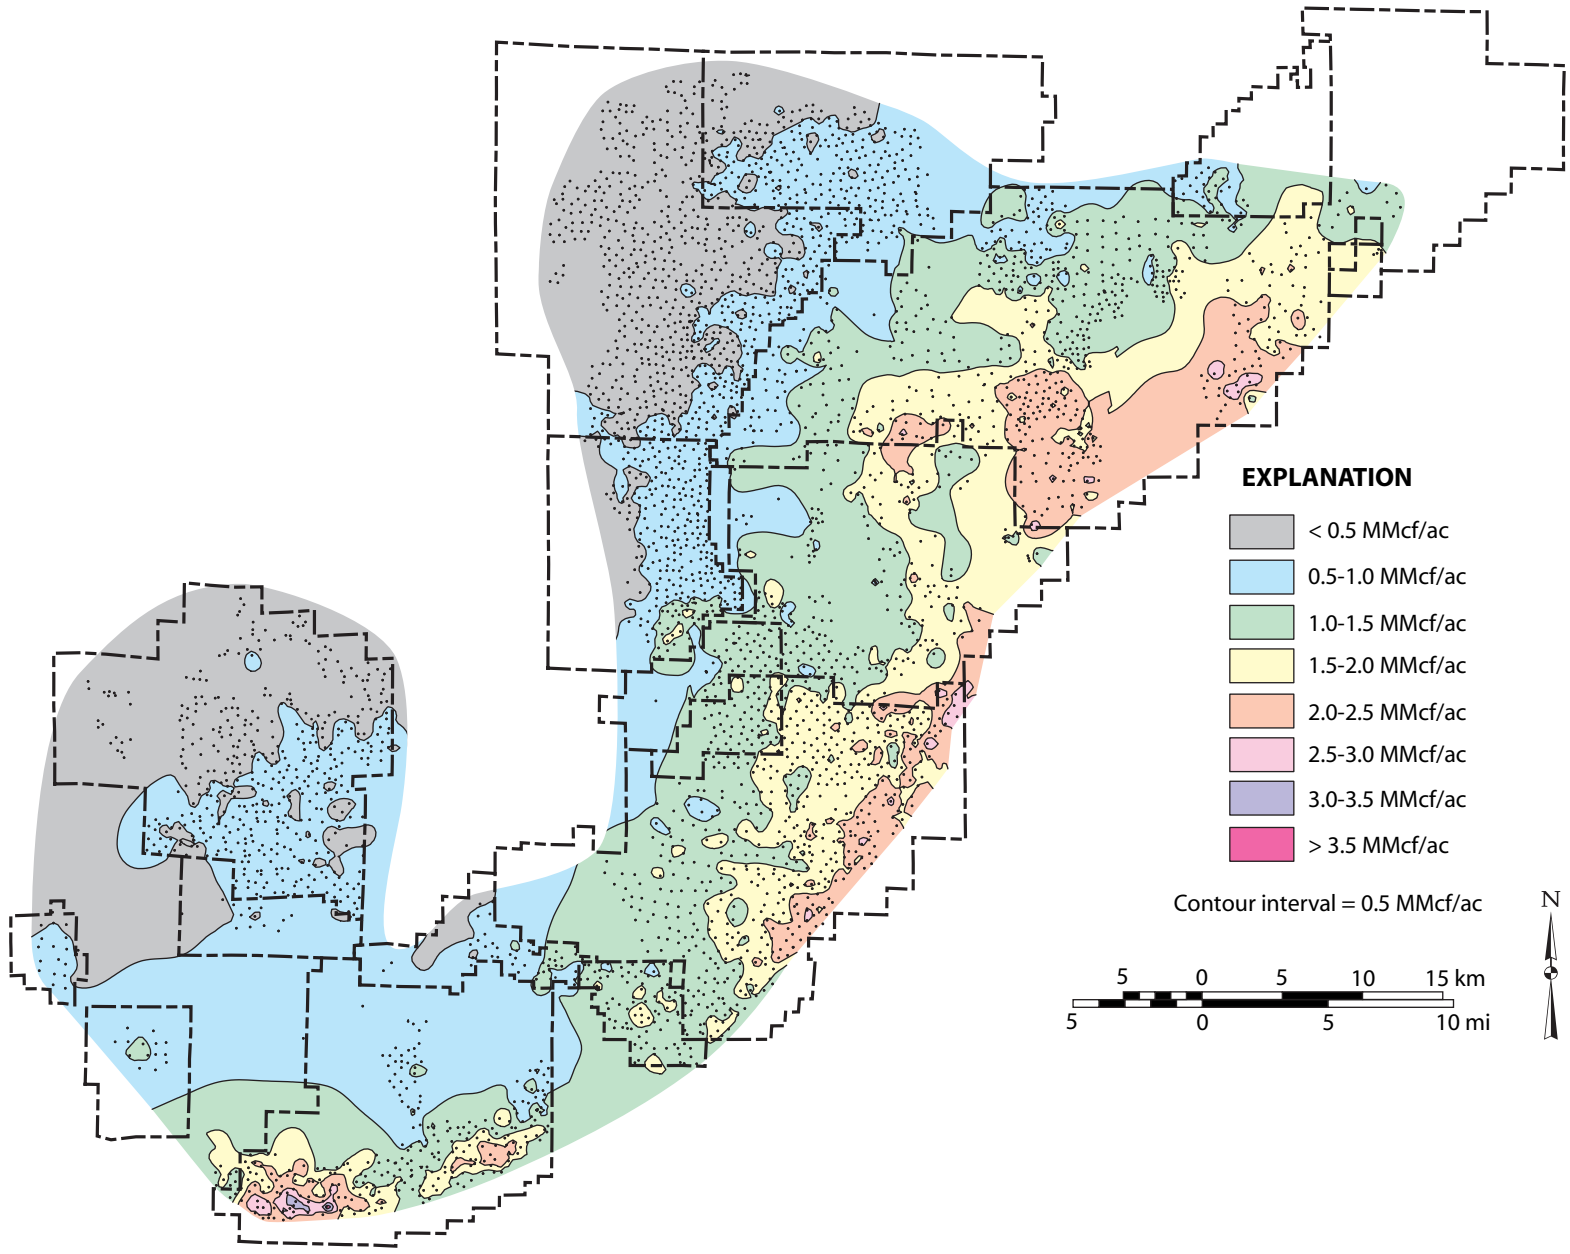 EXPLANATION
< 0.5 MMcf/ac
0.5-1.0 MMcf/ac
1.0-1.5 MMcf/ac
1.5-2.0 MMcf/ac
2.0-2.5 MMcf/ac
2.5-3.0 MMcf/ac
3.0-3.5 MMcf/ac
> 3.5 MMcf/ac
Contour interval = 0.5 MMcf/ac
N
5 0 5 10 15 km
5 0 5 10 mi